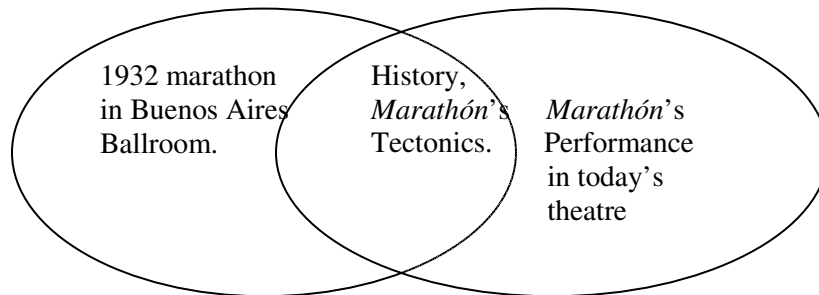 1932 marathon
in Buenos Aires
Ballroom.
History,
Marathón's
Tectonics.
Marathón's
Performance
in today's
theatre